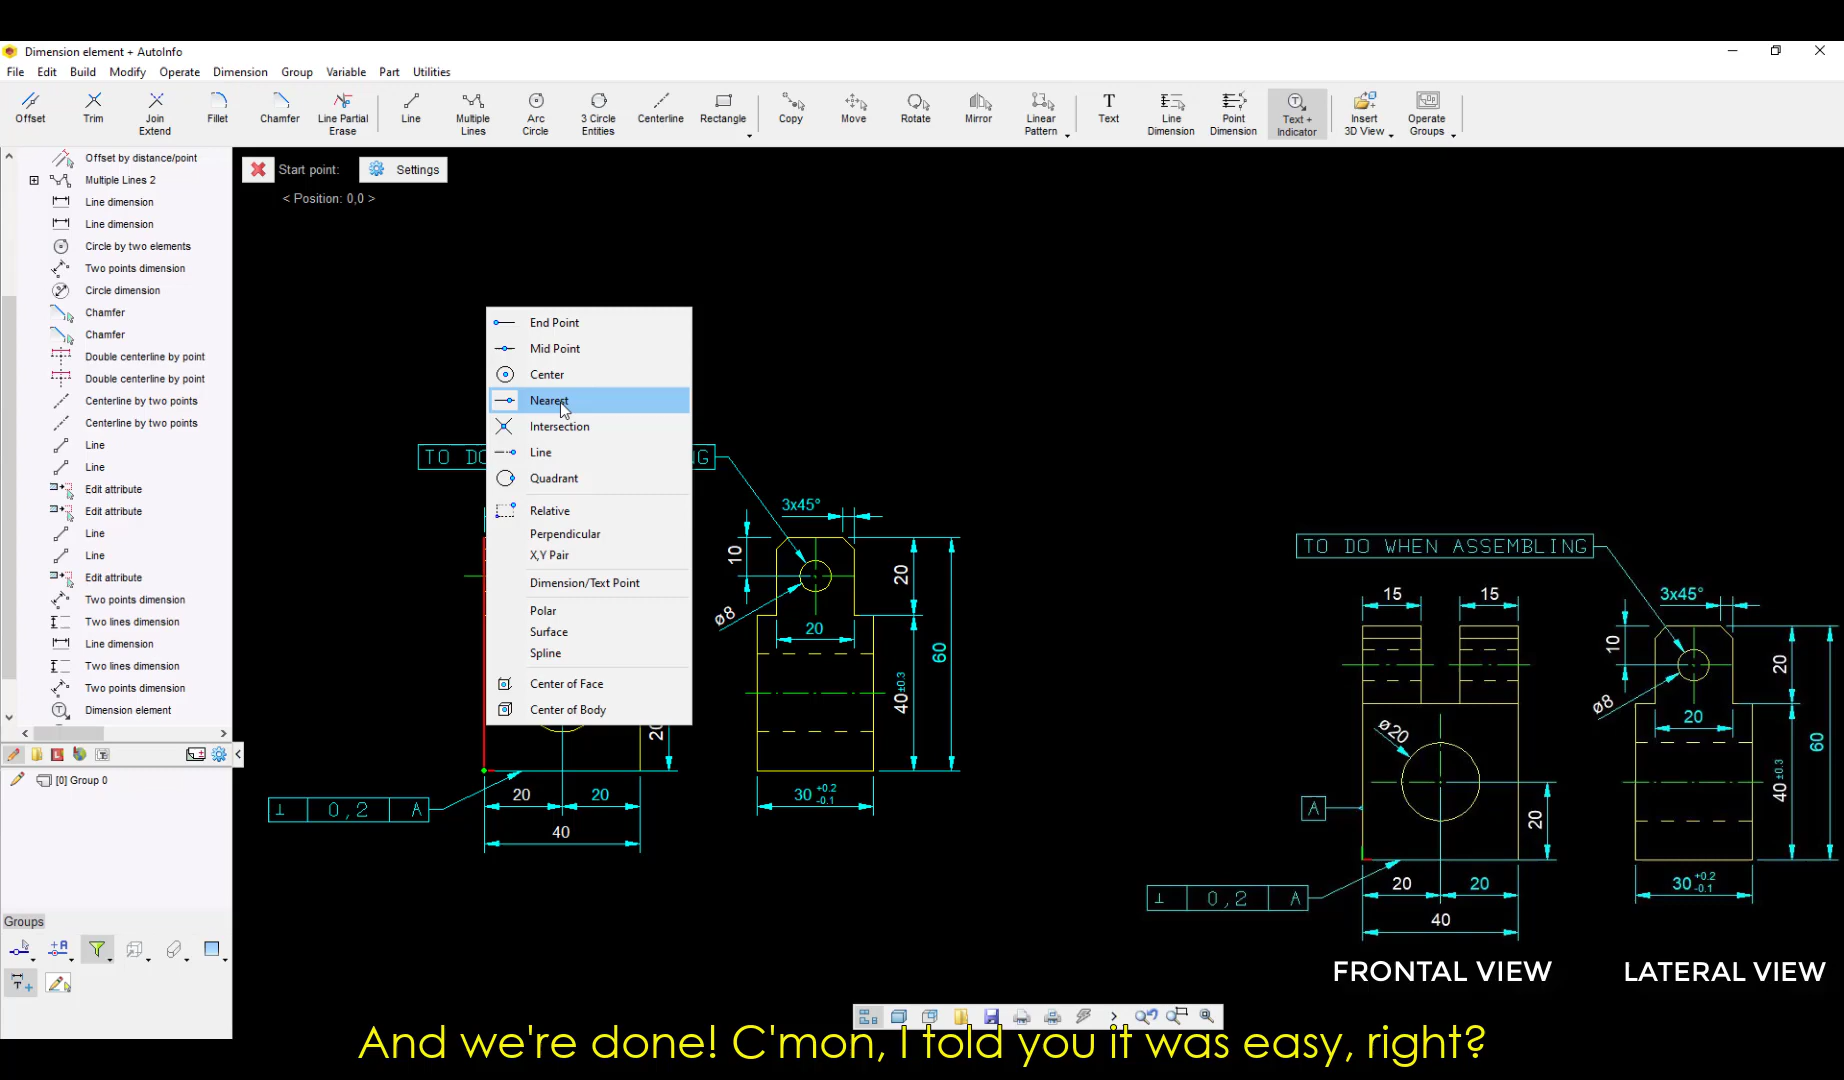 Dimension element + AutoInfo
File Edit Build Modify Operate Dimension Group Variable Part Utilities
Offset
Trim
Join
Extend
Fillet
Chamfer
Line Partial
Erase
Line
Multiple
Lines
Arc
Circle
3 Circle
Entities
Centerline
Rectangle
Copy
Move
Rotate
Mirror
Linear
Pattern
Text
Line
Dimension
Point
Dimension
Text +
Indicator
Insert
3D View
Operate
Groups
Offset by distance/point
Multiple Lines 2
Line dimension
Line dimension
Circle by two elements
Two points dimension
Circle dimension
Chamfer
Chamfer
Double centerline by point
Double centerline by point
Centerline by two points
Centerline by two points
Line
Line
Edit attribute
Edit attribute
Line
Line
Edit attribute
Two points dimension
Two lines dimension
Line dimension
Two lines dimension
Two points dimension
Dimension element
[0] Group 0
Groups
Start point:
Settings
< Position: 0,0 >
End Point
Mid Point
Center
Nearest
Intersection
Line
Quadrant
Relative
Perpendicular
X,Y Pair
Dimension/Text Point
Polar
Surface
Spline
Center of Face
Center of Body
TO DO
NG
3x45°
10
20
ø8
20
60
40±0.3
20
20
20
40
⊥ 0,2 A
30 +0.2 -0.1
TO DO WHEN ASSEMBLING
15
15
3x45°
10
20
ø8
20
60
40±0.3
ø20
A
20
20
20
40
⊥ 0,2 A
30 +0.2 -0.1
FRONTAL VIEW
LATERAL VIEW
And we're done! C'mon, I told you it was easy, right?